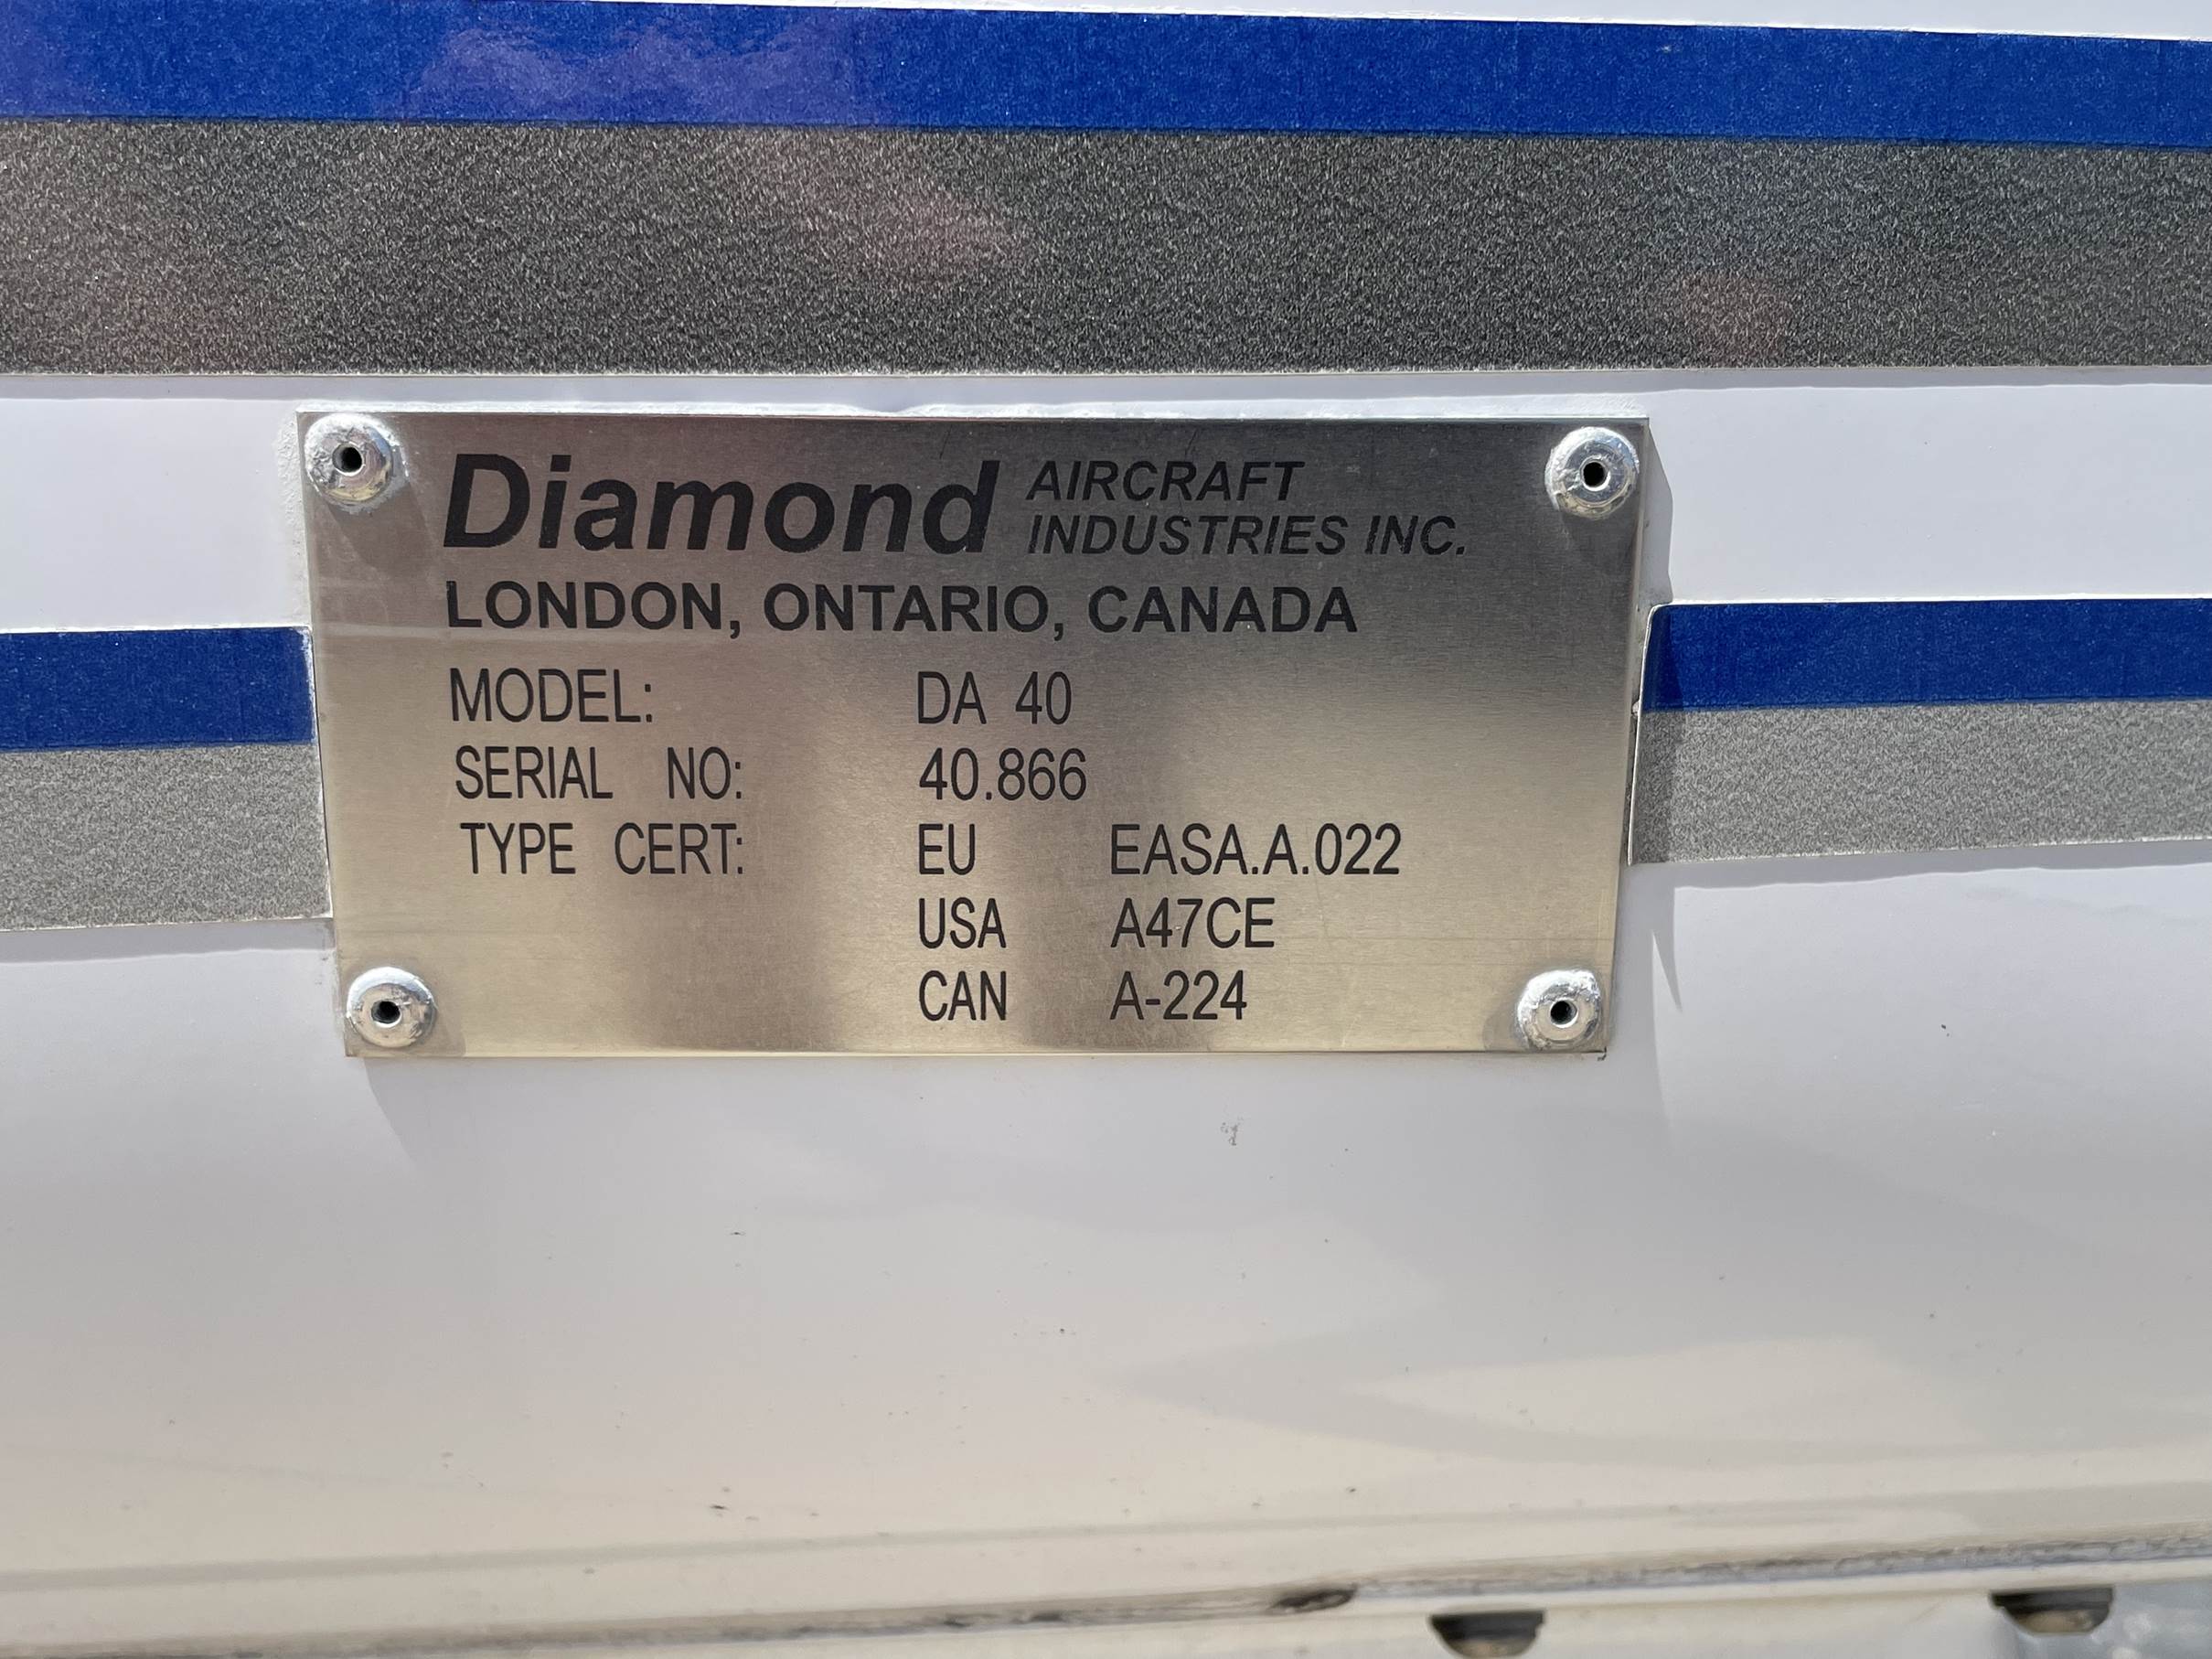 Diamond AIRCRAFT INDUSTRIES INC.
LONDON, ONTARIO, CANADA
MODEL: DA 40
SERIAL NO: 40.866
TYPE CERT: EU EASA.A.022
USA A47CE
CAN A-224